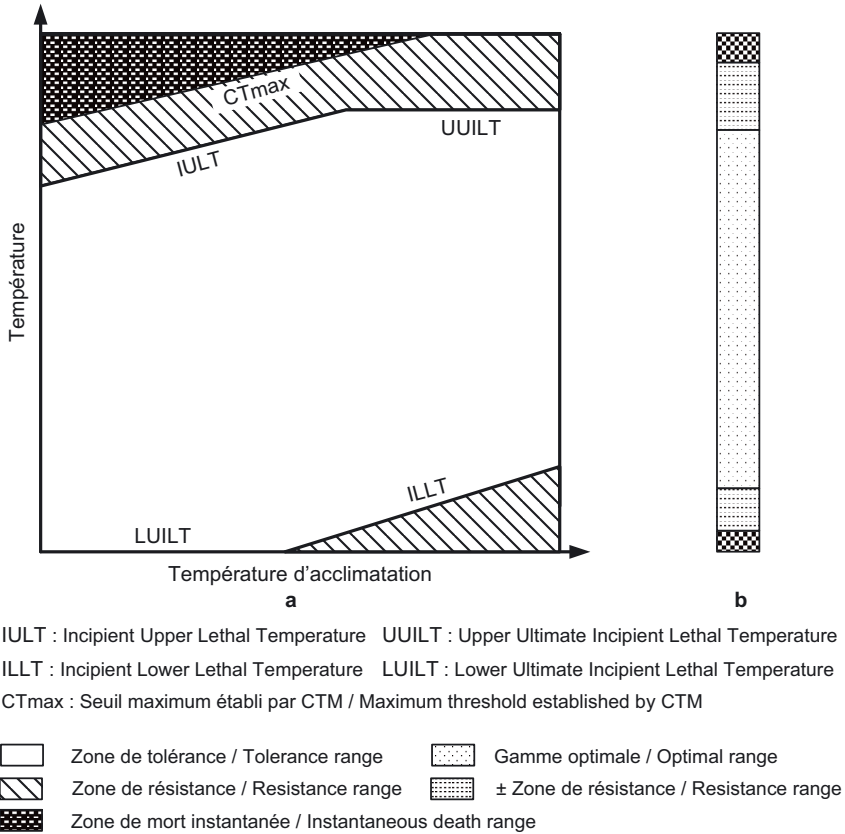 CTmax
UUILT
IULT
Température
ILLT
LUILT
Température d'acclimatation
a
b
IULT : Incipient Upper Lethal Temperature UUILT : Upper Ultimate Incipient Lethal Temperature
ILLT : Incipient Lower Lethal Temperature LUILT : Lower Ultimate Incipient Lethal Temperature
CTmax : Seuil maximum établi par CTM / Maximum threshold established by CTM
Zone de tolérance / Tolerance range Gamme optimale / Optimal range
Zone de résistance / Resistance range ± Zone de résistance / Resistance range
Zone de mort instantanée / Instantaneous death range